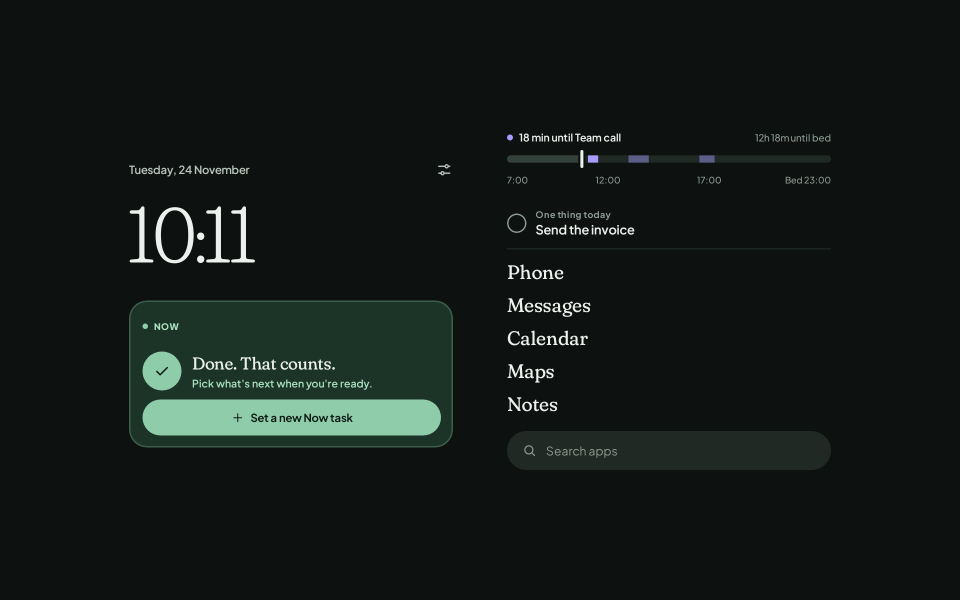 Tuesday, 24 November
10:11
NOW
Done. That counts.
Pick what's next when you're ready.
Set a new Now task
18 min until Team call
12h 18m until bed
7:00
12:00
17:00
Bed 23:00
One thing today
Send the invoice
Phone
Messages
Calendar
Maps
Notes
Search apps